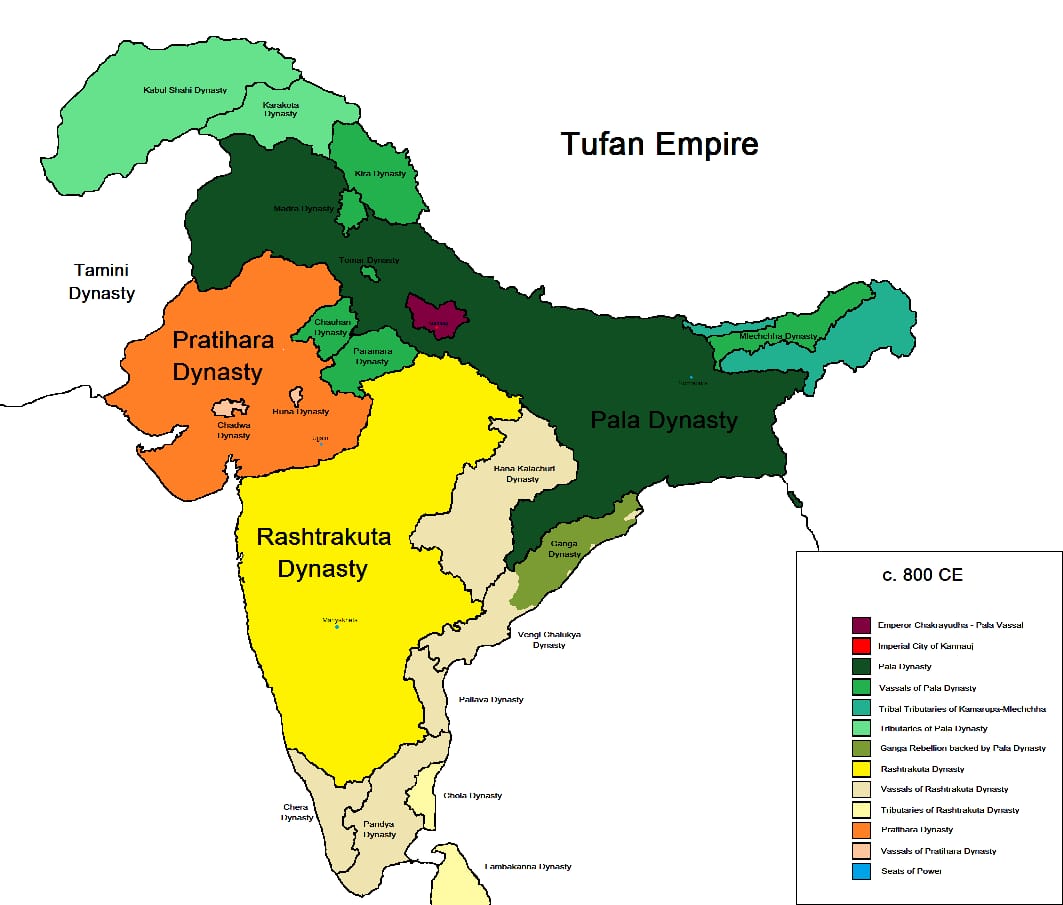 Kabul Shahi Dynasty
Karakota
Dynasty
Tufan Empire
Kira Dynasty
Madra Dynasty
Tomar Dynasty
Tamini
Dynasty
Chauhan
Dynasty
Pratihara
Dynasty
Paramara
Dynasty
Mlechchha Dynasty
Huna Dynasty
Chadwa
Dynasty
Ujjain
Pala Dynasty
Hana Kalachuri
Dynasty
Rashtrakuta
Dynasty
Ganga
Dynasty
Manyakheta
Vengi Chalukya
Dynasty
Pallava Dynasty
Chola Dynasty
Chera
Dynasty
Pandya
Dynasty
Lambakanna Dynasty
c. 800 CE
Emperor Chakrayudha - Pala Vassal
Imperial City of Kannauj
Pala Dynasty
Vassals of Pala Dynasty
Tribal Tributaries of Kamarupa-Mlechchha
Tributaries of Pala Dynasty
Ganga Rebellion backed by Pala Dynasty
Rashtrakuta Dynasty
Vassals of Rashtrakuta Dynasty
Tributaries of Rashtrakuta Dynasty
Pratihara Dynasty
Vassals of Pratihara Dynasty
Seats of Power